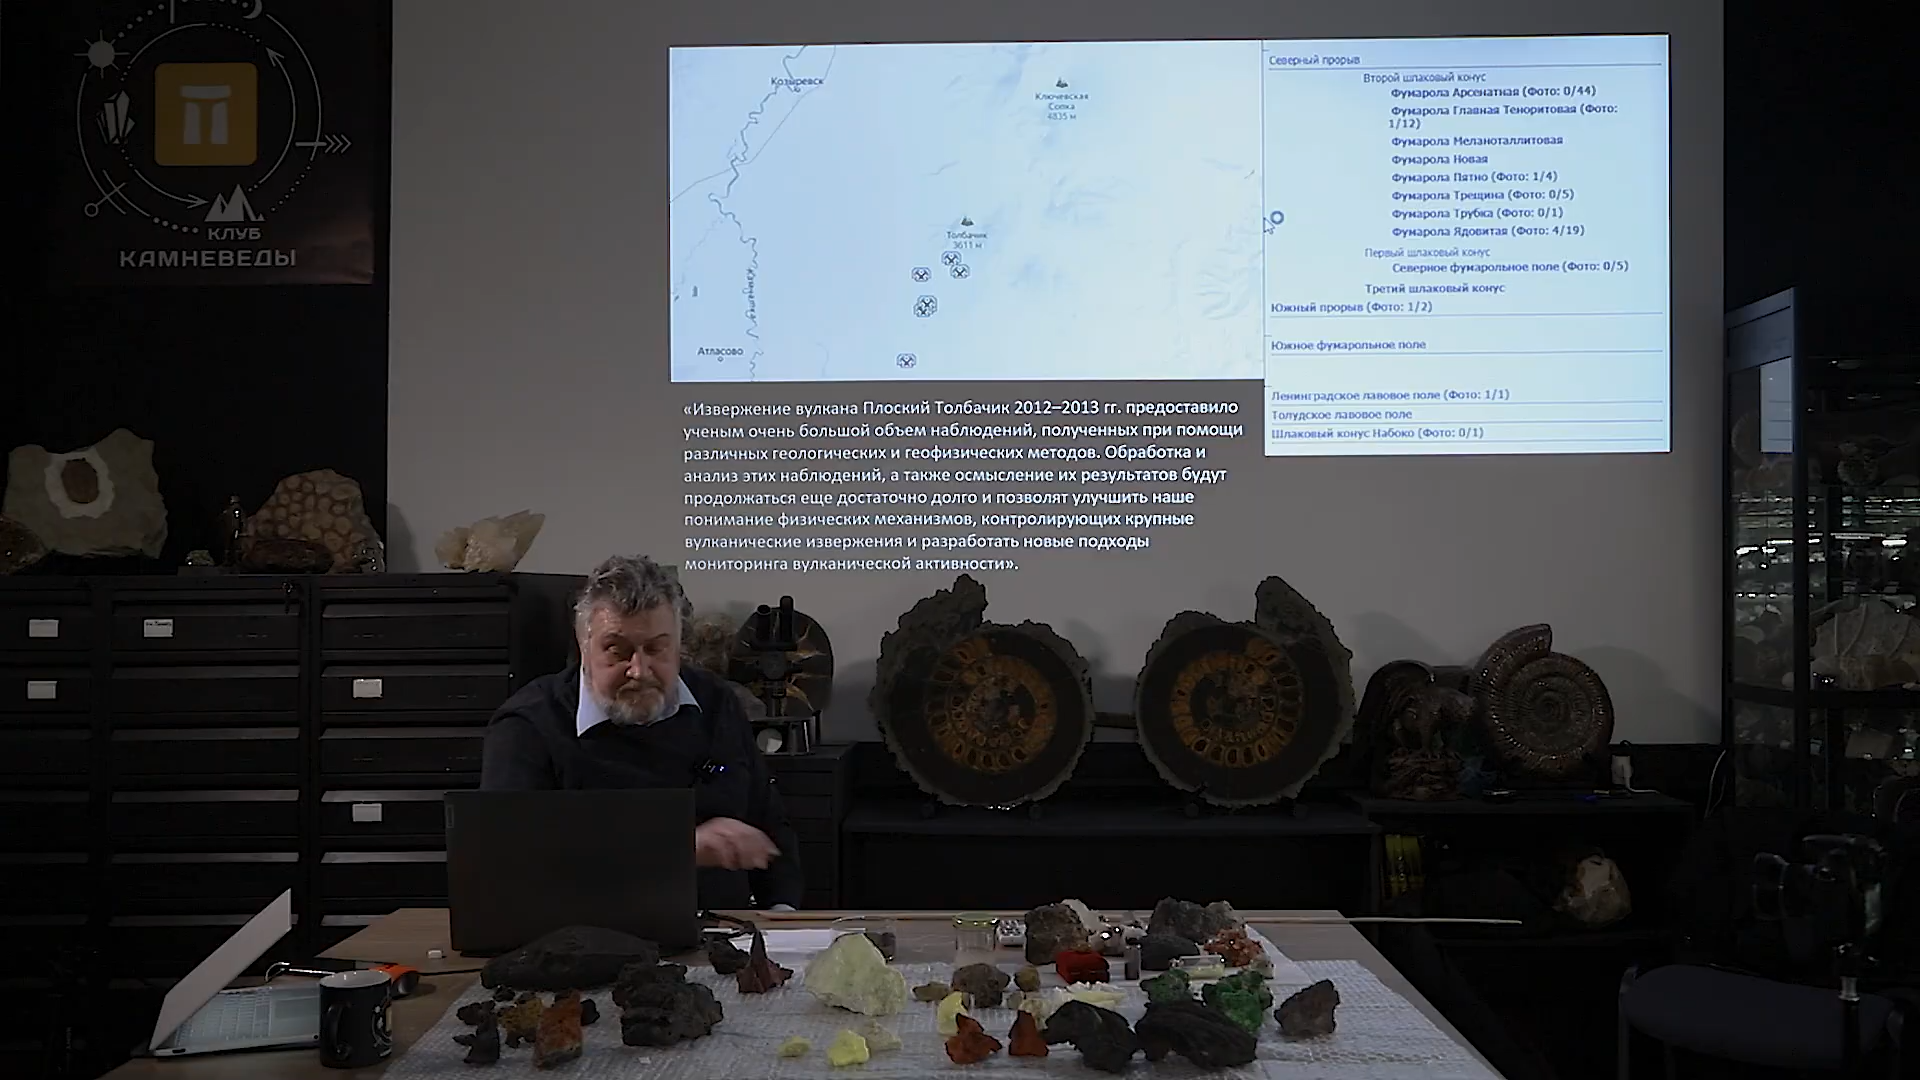 КЛУБ
КАМНЕВЕДЫ
Козыревск
Ключевская
Сопка
4835 м
Толбачик
3611 м
Камчатка
Атласово
Северный прорыв
Второй шлаковый конус
Фумарола Арсенатная (Фото: 0/44)
Фумарола Главная Теноритовая (Фото:
1/12)
Фумарола Меланоталлитовая
Фумарола Новая
Фумарола Пятно (Фото: 1/4)
Фумарола Трещина (Фото: 0/5)
Фумарола Трубка (Фото: 0/1)
Фумарола Ядовитая (Фото: 4/19)
Первый шлаковый конус
Северное фумарольное поле (Фото: 0/5)
Третий шлаковый конус
Южный прорыв (Фото: 1/2)
Южное фумарольное поле
Ленинградское лавовое поле (Фото: 1/1)
Толудское лавовое поле
Шлаковый конус Набоко (Фото: 0/1)
«Извержение вулкана Плоский Толбачик 2012–2013 гг. предоставило
ученым очень большой объем наблюдений, полученных при помощи
различных геологических и геофизических методов. Обработка и
анализ этих наблюдений, а также осмысление их результатов будут
продолжаться еще достаточно долго и позволят улучшить наше
понимание физических механизмов, контролирующих крупные
вулканические извержения и разработать новые подходы
мониторинга вулканической активности».